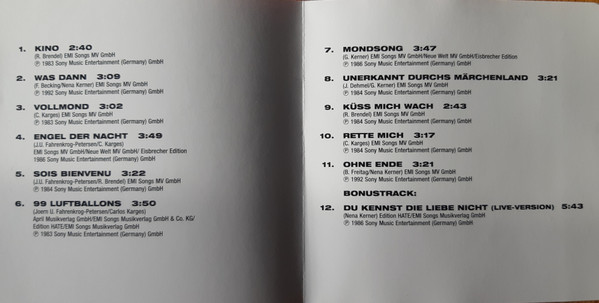 1. KINO 2:40
(R. Brendel) EMI Songs MV GmbH
℗ 1983 Sony Music Entertainment (Germany) GmbH
2. WAS DANN 3:09
(F. Becking/Nena Kerner) EMI Songs MV GmbH
℗ 1992 Sony Music Entertainment (Germany) GmbH
3. VOLLMOND 3:02
(C. Karges) EMI Songs MV GmbH
℗ 1983 Sony Music Entertainment (Germany) GmbH
4. ENGEL DER NACHT 3:49
(J.U. Fahrenkrog-Petersen/C. Karges)
EMI Songs MV GmbH/Neue Welt MV GmbH/ Eisbrecher Edition
1986 Sony Music Entertainment (Germany) GmbH
5. SOIS BIENVENU 3:22
(J.U. Fahrenkrog-Petersen/R. Brendel) EMI Songs MV GmbH
℗ 1984 Sony Music Entertainment (Germany) GmbH
6. 99 LUFTBALLONS 3:50
(Joern U. Fahrenkrog-Petersen/Carlos Karges)
April Musikverlag GmbH/EMI Songs Musikverlag GmbH & Co. KG/
Edition HATE/EMI Songs Musikverlag GmbH
℗ 1983 Sony Music Entertainment (Germany) GmbH
7. MONDSONG 3:47
(G. Kerner) EMI Songs MV GmbH/Neue Welt MV GmbH/Eisbrecher Edition
℗ 1986 Sony Music Entertainment (Germany) GmbH
8. UNERKANNT DURCHS MÄRCHENLAND 3:21
(J. Dehmel/G. Kerner) EMI Songs MV GmbH
℗ 1984 Sony Music Entertainment (Germany) GmbH
9. KÜSS MICH WACH 2:43
(R. Brendel) EMI Songs MV GmbH
℗ 1984 Sony Music Entertainment (Germany) GmbH
10. RETTE MICH 3:17
(C. Karges) EMI Songs MV GmbH
℗ 1984 Sony Music Entertainment (Germany) GmbH
11. OHNE ENDE 3:21
(B. Freitag/Nena Kerner) EMI Songs MV GmbH
℗ 1992 Sony Music Entertainment (Germany) GmbH
BONUSTRACK:
12. DU KENNST DIE LIEBE NICHT (LIVE-VERSION) 5:43
(Nena Kerner) Edition HATE/EMI Songs Musikverlag GmbH
℗ 1986 Sony Music Entertainment (Germany) GmbH